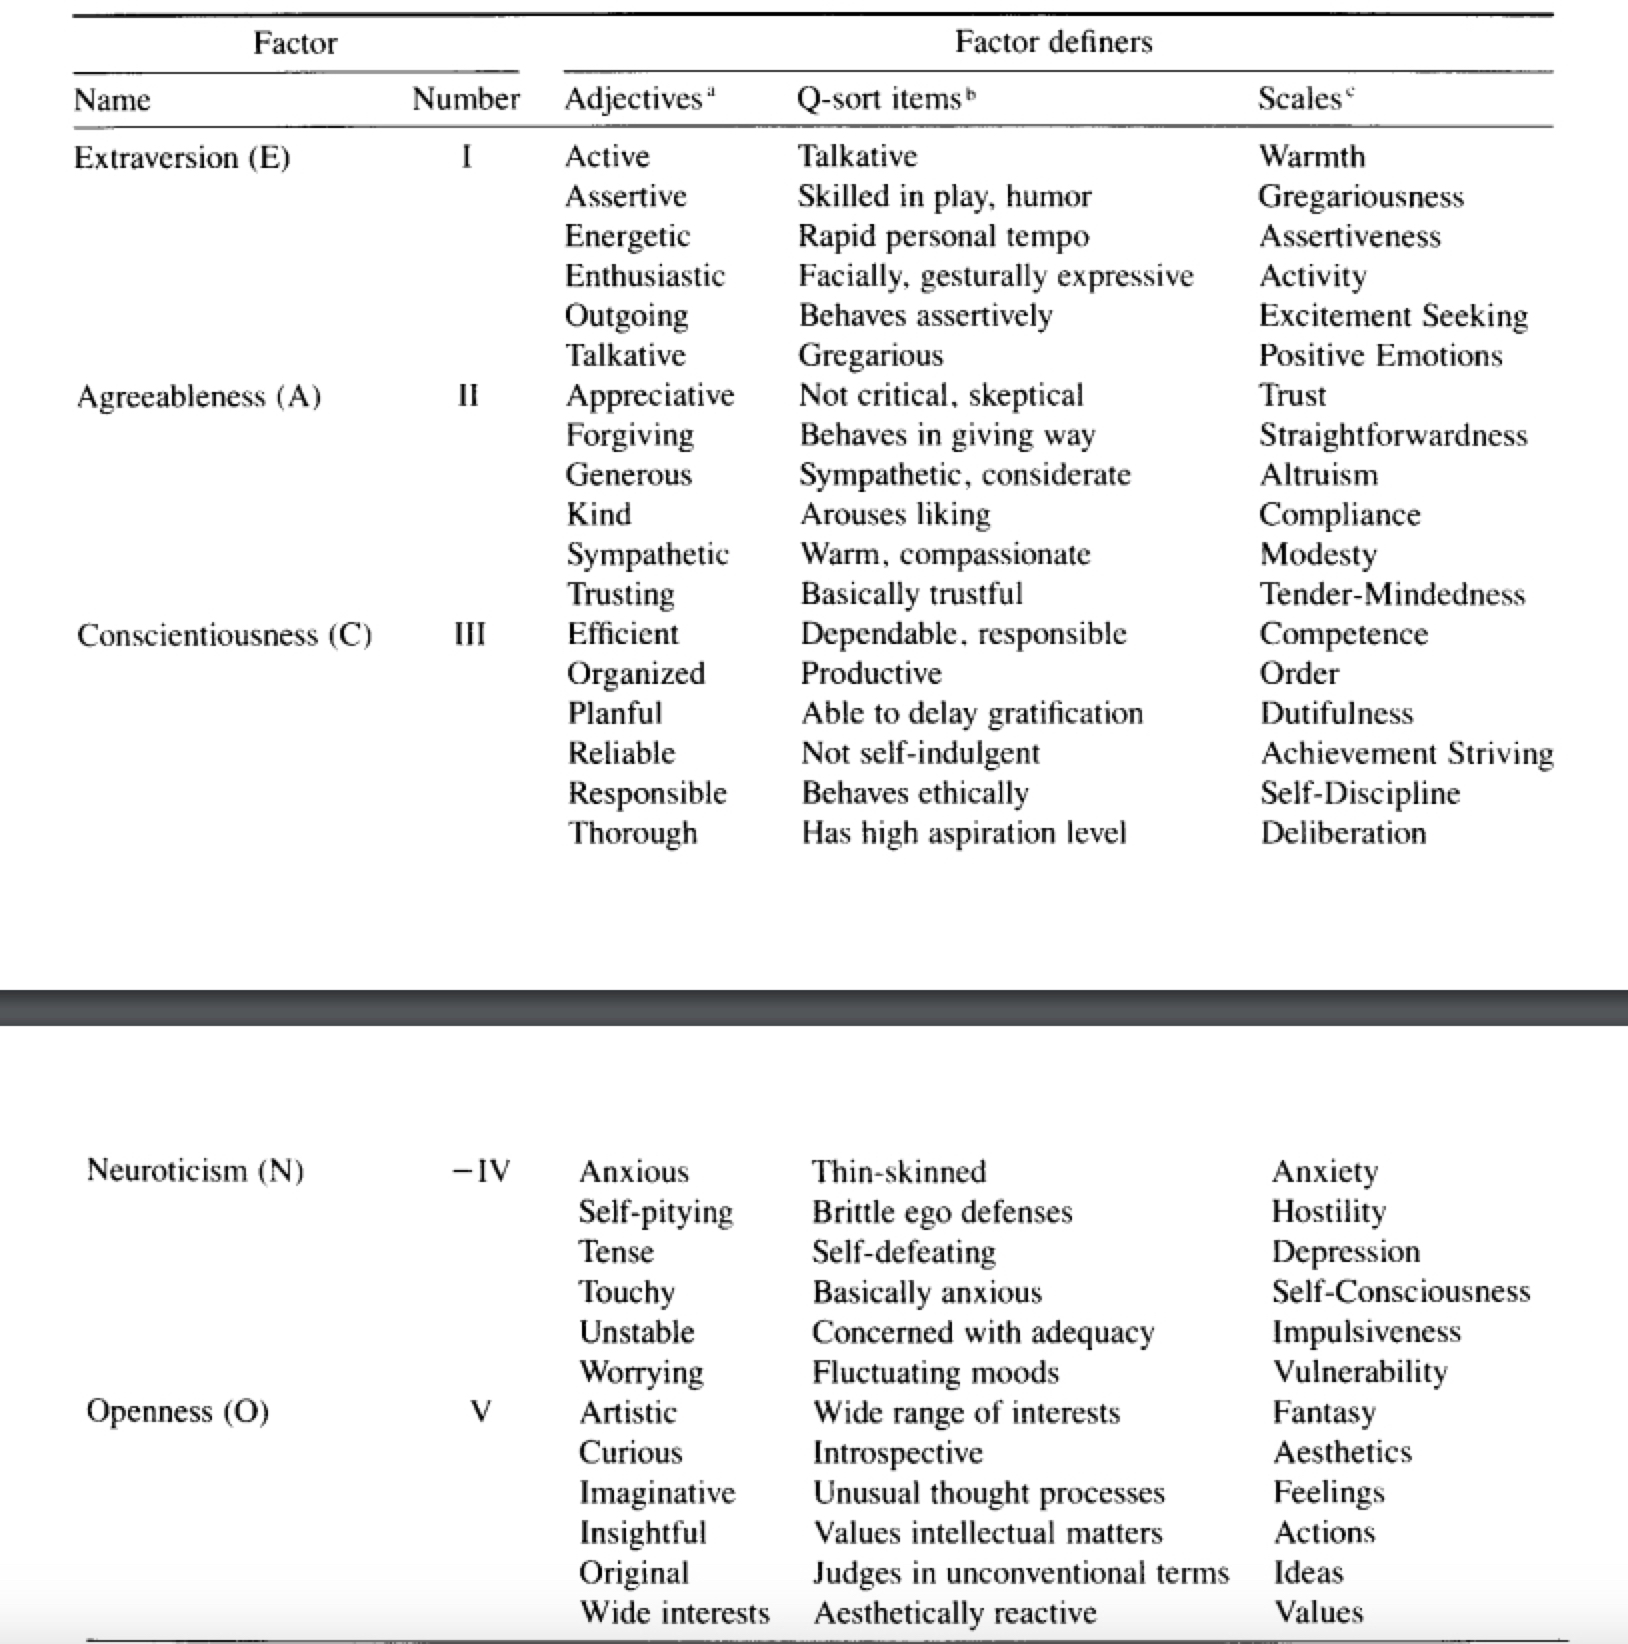 Factor Factor definers
Name Number Adjectives a Q-sort items b Scales c
Extraversion (E) I Active Talkative Warmth
Assertive Skilled in play, humor Gregariousness
Energetic Rapid personal tempo Assertiveness
Enthusiastic Facially, gesturally expressive Activity
Outgoing Behaves assertively Excitement Seeking
Talkative Gregarious Positive Emotions
Agreeableness (A) II Appreciative Not critical, skeptical Trust
Forgiving Behaves in giving way Straightforwardness
Generous Sympathetic, considerate Altruism
Kind Arouses liking Compliance
Sympathetic Warm, compassionate Modesty
Trusting Basically trustful Tender-Mindedness
Conscientiousness (C) III Efficient Dependable, responsible Competence
Organized Productive Order
Planful Able to delay gratification Dutifulness
Reliable Not self-indulgent Achievement Striving
Responsible Behaves ethically Self-Discipline
Thorough Has high aspiration level Deliberation
Neuroticism (N) −IV Anxious Thin-skinned Anxiety
Self-pitying Brittle ego defenses Hostility
Tense Self-defeating Depression
Touchy Basically anxious Self-Consciousness
Unstable Concerned with adequacy Impulsiveness
Worrying Fluctuating moods Vulnerability
Openness (O) V Artistic Wide range of interests Fantasy
Curious Introspective Aesthetics
Imaginative Unusual thought processes Feelings
Insightful Values intellectual matters Actions
Original Judges in unconventional terms Ideas
Wide interests Aesthetically reactive Values